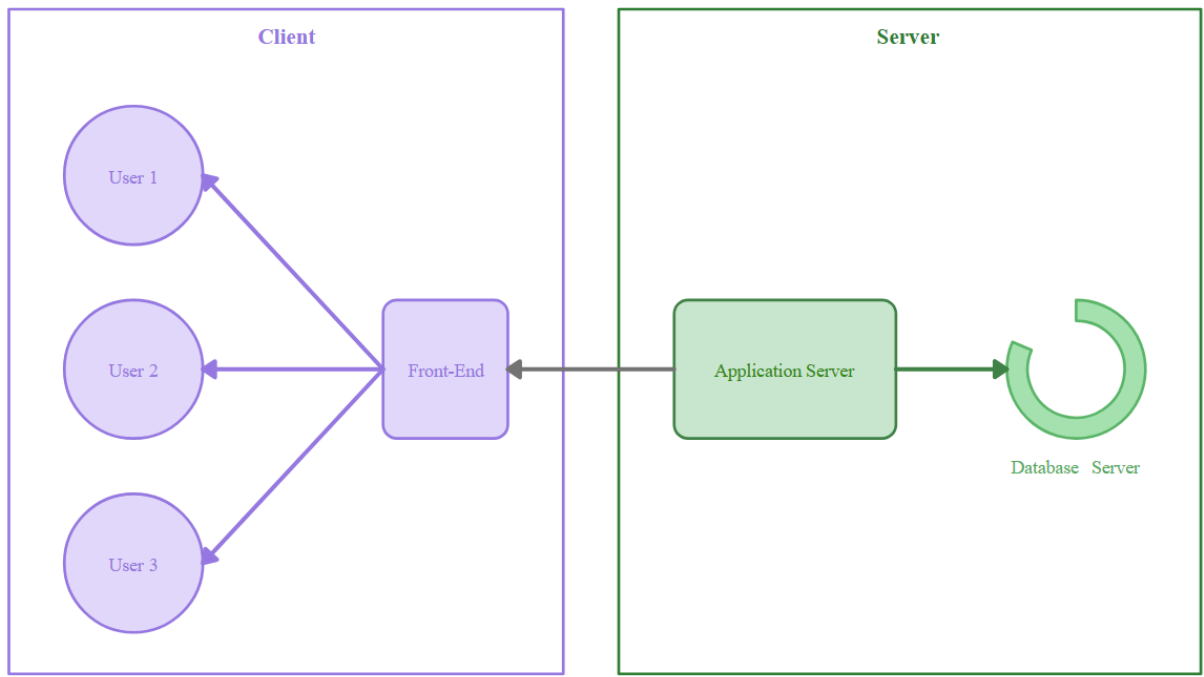 Client
User 1
User 2
User 3
Front-End
Server
Application Server
Database Server